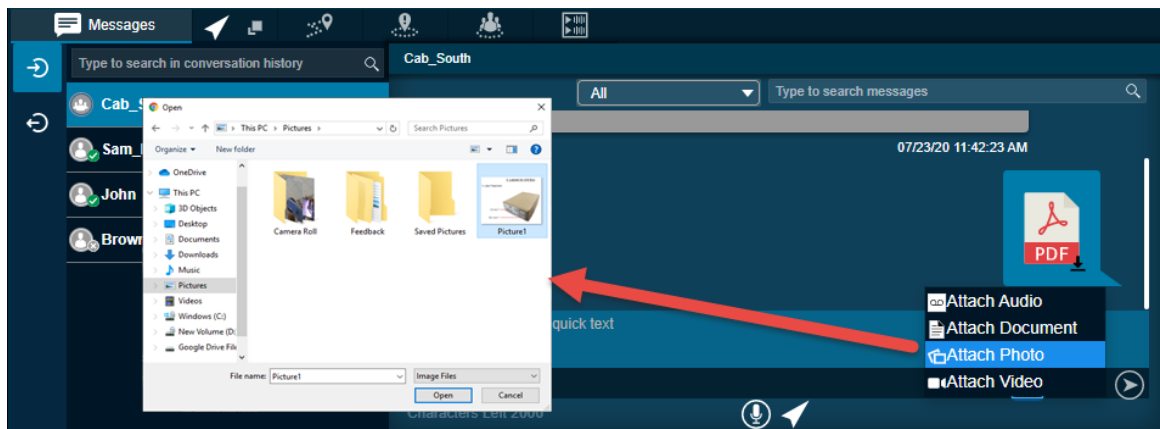 Messages
Type to search in conversation history
Cab_South
Cab_S
All
Type to search messages
07/23/20 11:42:23 AM
Sam_
John
Brown
Open
This PC > Pictures >
Search Pictures
Organize
New folder
OneDrive
This PC
3D Objects
Desktop
Documents
Downloads
Music
Pictures
Videos
Windows (C:)
New Volume (D:
Google Drive File
Camera Roll
Feedback
Saved Pictures
Picture1
File name: Picture1
Image Files
Open
Cancel
PDF
quick text
Attach Audio
Attach Document
Attach Photo
Attach Video
Characters Left 2000